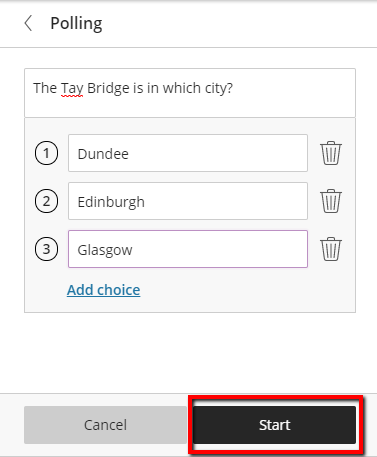 Polling
The Tay Bridge is in which city?
1 Dundee
2 Edinburgh
3 Glasgow
Add choice
Cancel Start